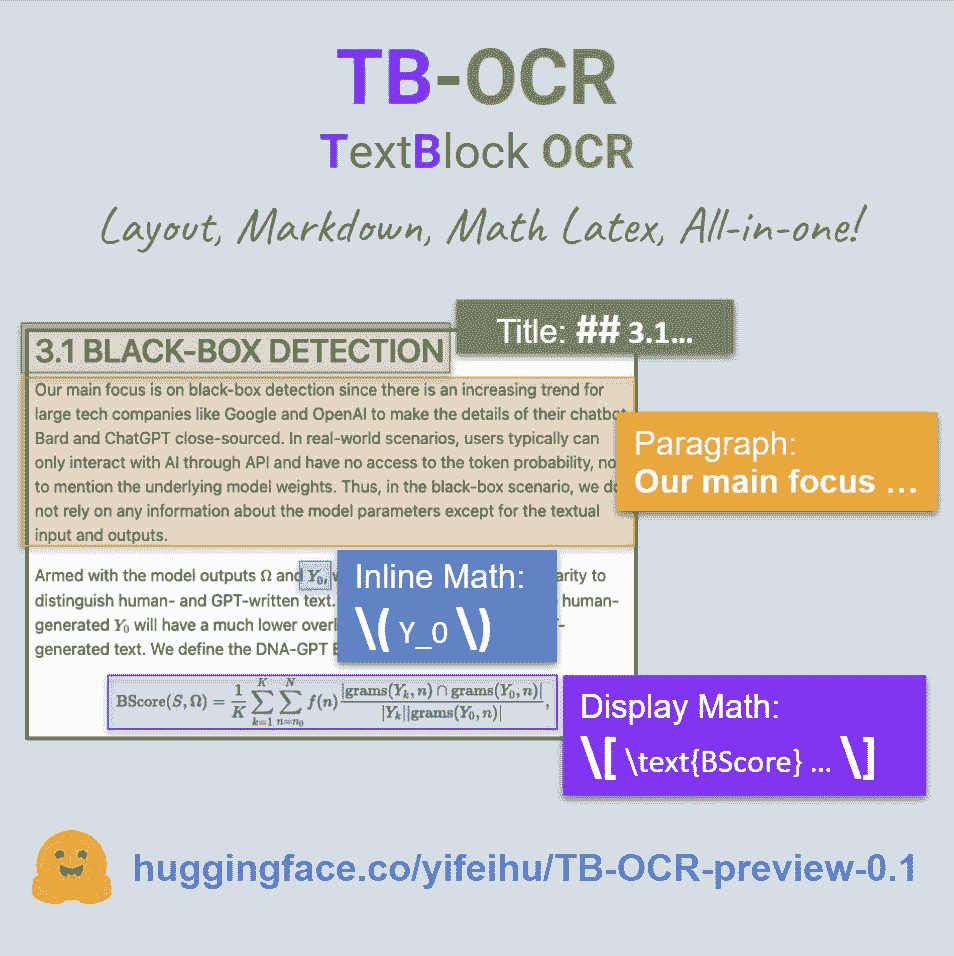 TB-OCR
TextBlock OCR
Layout, Markdown, Math Latex, All-in-one!
Title: ## 3.1...
3.1 BLACK-BOX DETECTION
Our main focus is on black-box detection since there is an increasing trend for
large tech companies like Google and OpenAI to make the details of their chatbot
Bard and ChatGPT close-sourced. In real-world scenarios, users typically can
only interact with AI through API and have no access to the token probability, no
to mention the underlying model weights. Thus, in the black-box scenario, we do
not rely on any information about the model parameters except for the textual
input and outputs.
Paragraph:
Our main focus ...
Armed with the model outputs Ω and Y₀, arity to
distinguish human- and GPT-written text. human-
generated Y₀ will have a much lower
generated text. We define the DNA-GPT
Inline Math:
\( Y_0 \)
BScore(S, Ω) = 1/K ∑_{k=1}^{K} ∑_{n=n₀}^{N} f(n) |grams(Yₖ, n) ∩ grams(Y₀, n)| / |Yₖ||grams(Y₀, n)|,
Display Math:
\[ \text{BScore} ... \]
huggingface.co/yifeihu/TB-OCR-preview-0.1